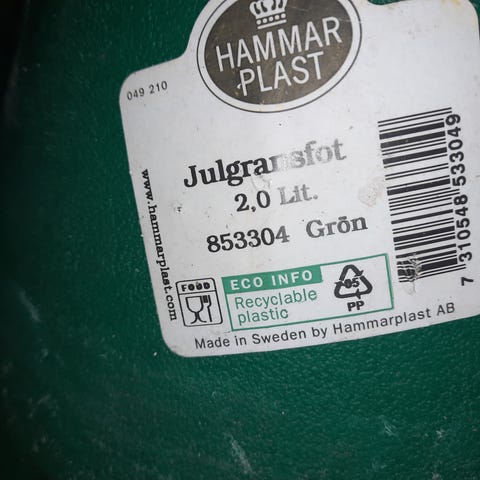 HAMMAR
PLAST
049 210
Julgransfot
2,0 Lit.
853304 Grön
www.hammarplast.com
FOOD
ECO INFO
Recyclable
plastic
05
PP
Made in Sweden by Hammarplast AB
7 310548 533049